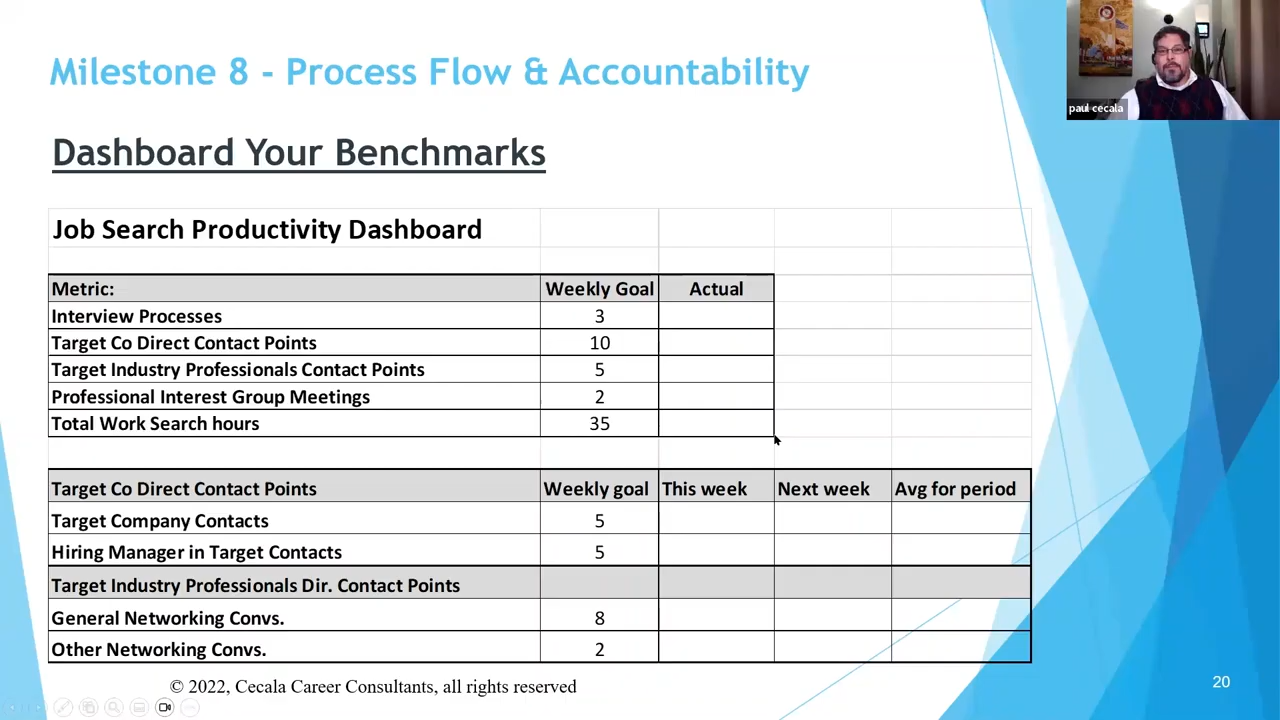 Milestone 8 - Process Flow & Accountability
paul cecala
Dashboard Your Benchmarks
Job Search Productivity Dashboard
Metric: Weekly Goal Actual
Interview Processes 3
Target Co Direct Contact Points 10
Target Industry Professionals Contact Points 5
Professional Interest Group Meetings 2
Total Work Search hours 35
Target Co Direct Contact Points Weekly goal This week Next week Avg for period
Target Company Contacts 5
Hiring Manager in Target Contacts 5
Target Industry Professionals Dir. Contact Points
General Networking Convs. 8
Other Networking Convs. 2
© 2022, Cecala Career Consultants, all rights reserved
20